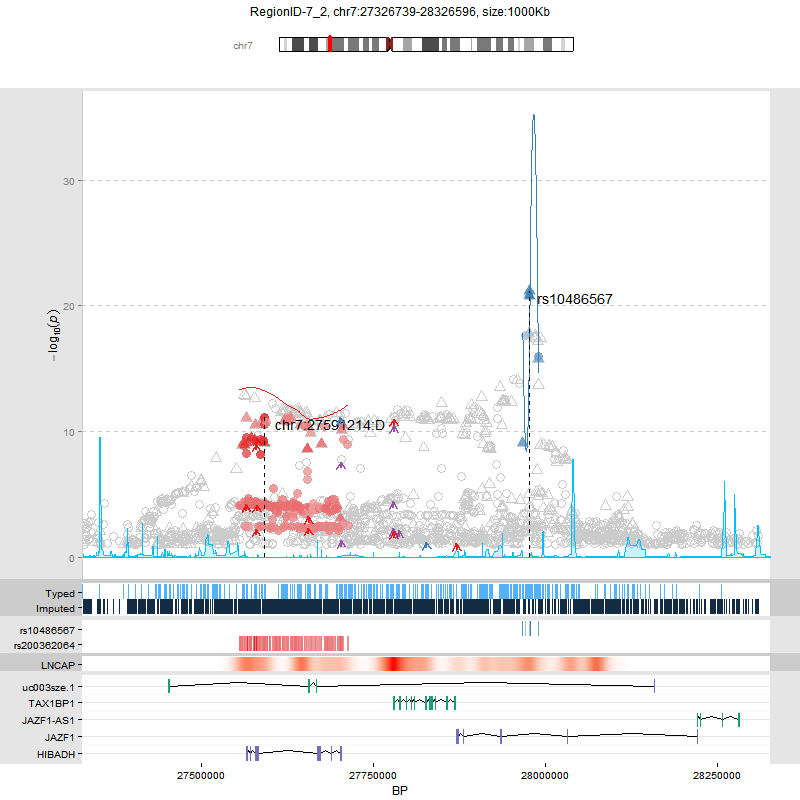 RegionID-7_2, chr7:27326739-28326596, size:1000Kb
chr7
30
20
10
0
−log10(p)
rs10486567
chr7:27591214:D
Typed
Imputed
rs10486567
rs200362064
LNCAP
uc003sze.1
TAX1BP1
JAZF1-AS1
JAZF1
HIBADH
27500000 27750000 28000000 28250000
BP